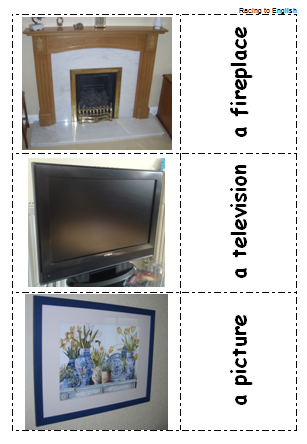 Racing to English
a fireplace
a television
a picture